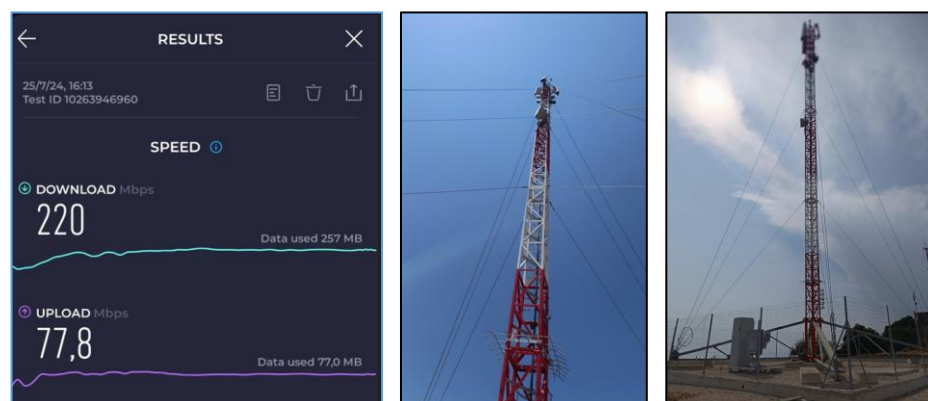 RESULTS
25/7/24, 16:13
Test ID 10263946960
SPEED
DOWNLOAD Mbps
220
Data used 257 MB
UPLOAD Mbps
77,8
Data used 77,0 MB